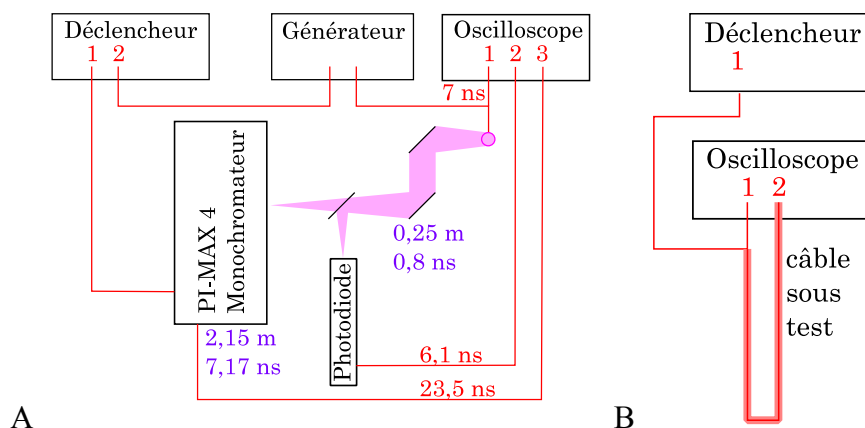 Déclencheur
1 2
Générateur
Oscilloscope
1 2 3
7 ns
PI-MAX 4
Monochromateur
0,25 m
0,8 ns
Photodiode
2,15 m
7,17 ns
6,1 ns
23,5 ns
A
Déclencheur
1
Oscilloscope
1 2
câble
sous
test
B